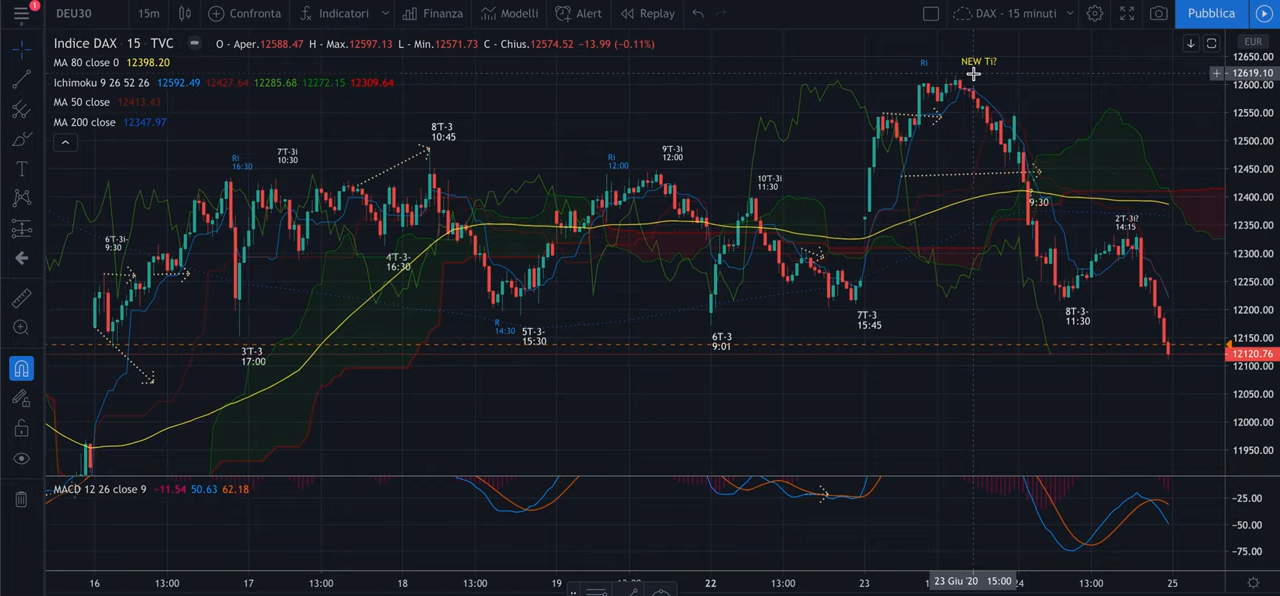 1
DEU30 15m Confronta Indicatori Finanza Modelli Alert Replay DAX - 15 minuti Pubblica
Indice DAX · 15 · TVC O - Aper.12588.47 H - Max.12597.13 L - Min.12571.73 C - Chius.12574.52 −13.99 (−0.11%)
MA 80 close 0 12398.20
Ichimoku 9 26 52 26 12592.49 12427.64 12285.68 12272.15 12309.64
MA 50 close 12413.43
MA 200 close 12347.97
EUR
12650.00
12619.10
12600.00
12550.00
12500.00
12450.00
12400.00
12350.00
12300.00
12250.00
12200.00
12150.00
12120.76
12100.00
12050.00
12000.00
11950.00
Ri
NEW Ti?
8'T-3
10:45
Ri
16:30
7'T-3i
10:30
Ri
12:00
9'T-3i
12:00
10'T-3i
11:30
9:30
2'T-3i?
14:15
6'T-3i-
9:30
4'T-3-
16:30
3'T-3
17:00
14:30
5T-3-
15:30
6T-3
9:01
7T-3
15:45
8T-3-
11:30
MACD 12 26 close 9 −11.54 50.63 62.18
−25.00
−50.00
−75.00
16 13:00 17 13:00 18 13:00 19 22 13:00 23 23 Giu '20 15:00 24 13:00 25